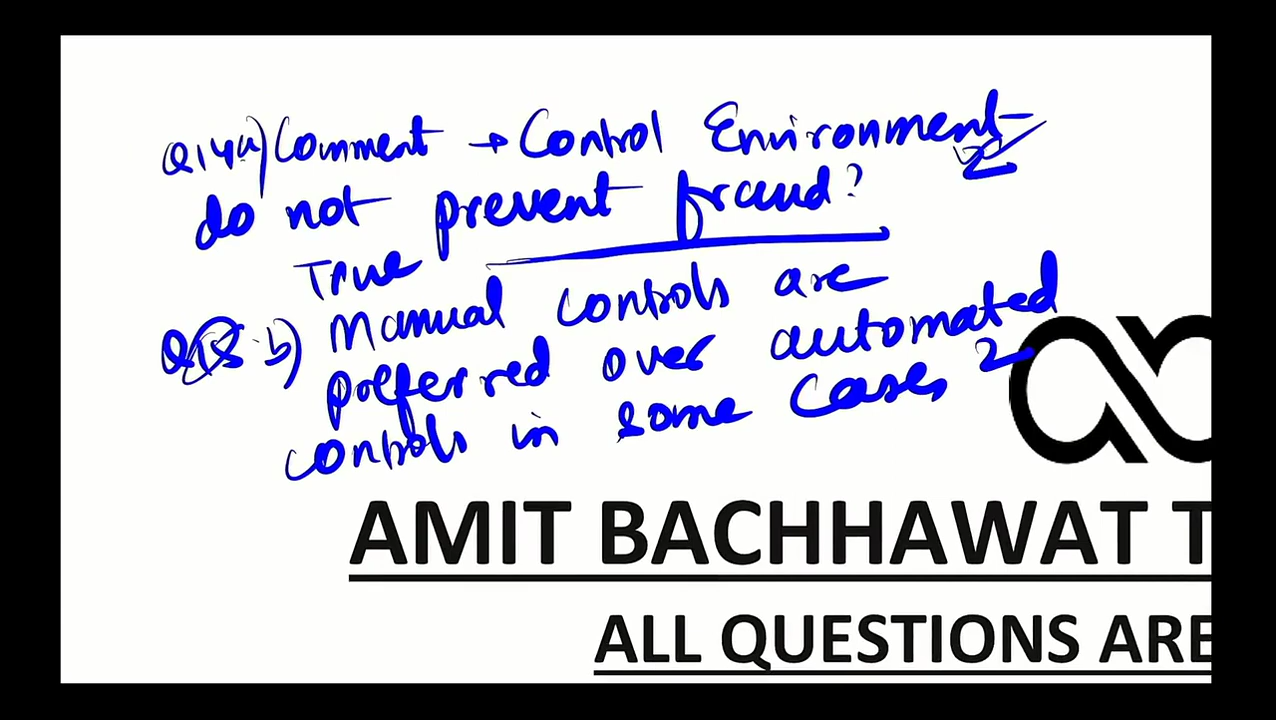 Q14a) Comment → Control Environment
do not prevent fraud?
True
b) Manual controls are
preferred over automated
controls in some cases 2
AMIT BACHHAWAT T
ALL QUESTIONS ARE